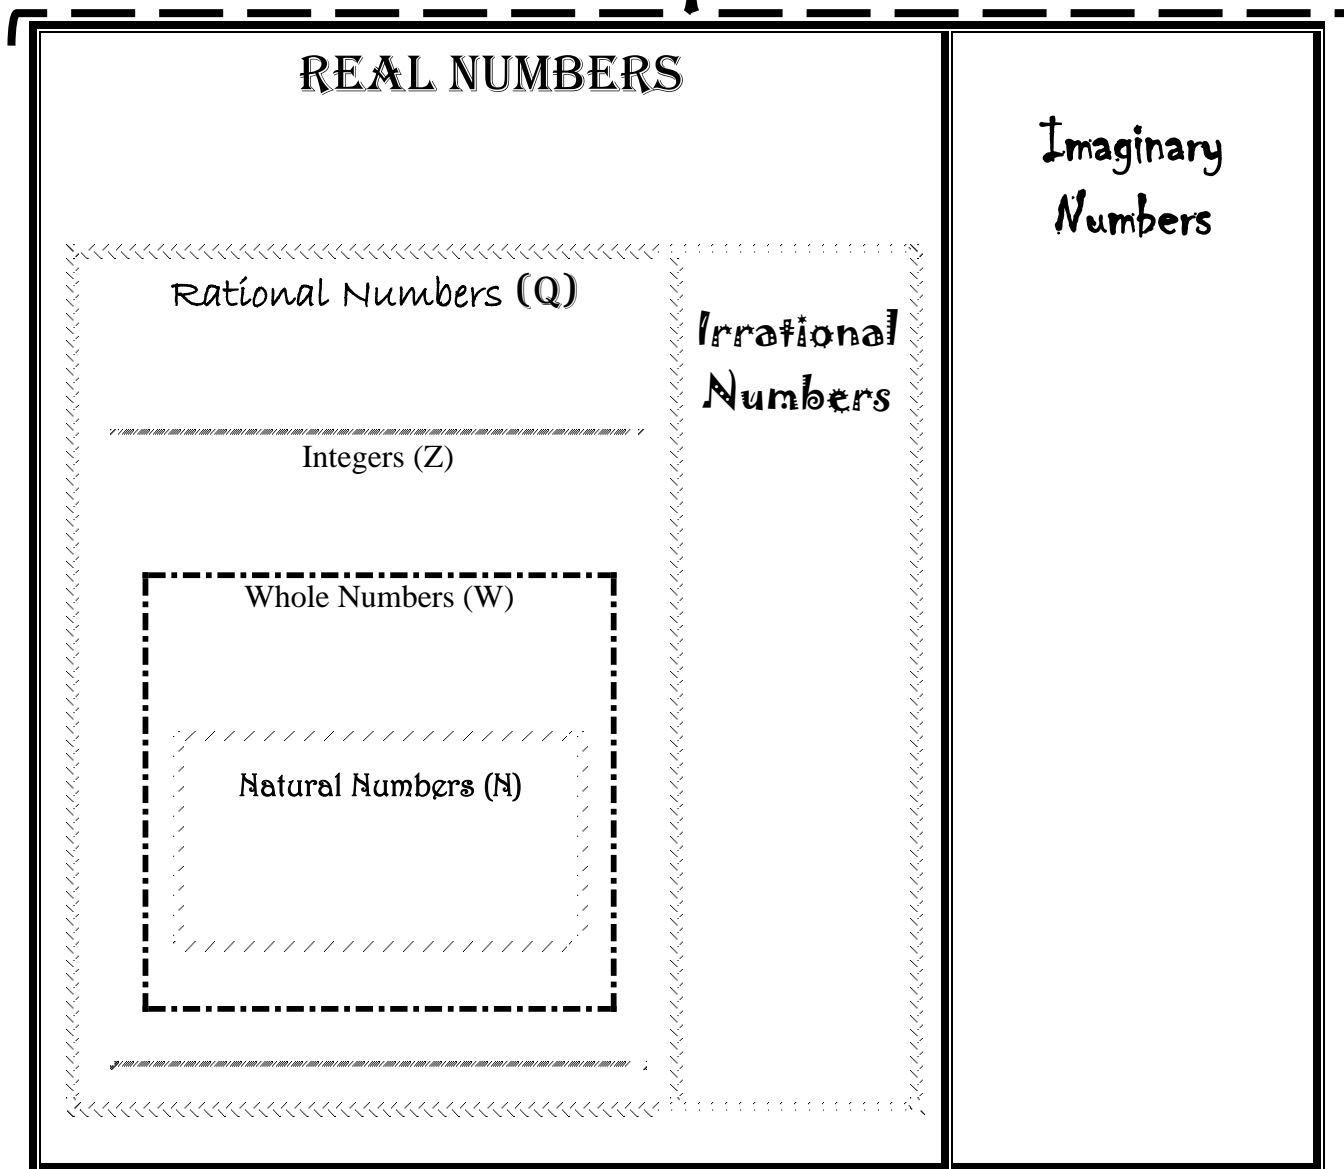 REAL NUMBERS
Imaginary
Numbers
Rational Numbers (Q)
Irrational
Numbers
Integers (Z)
Whole Numbers (W)
Natural Numbers (N)